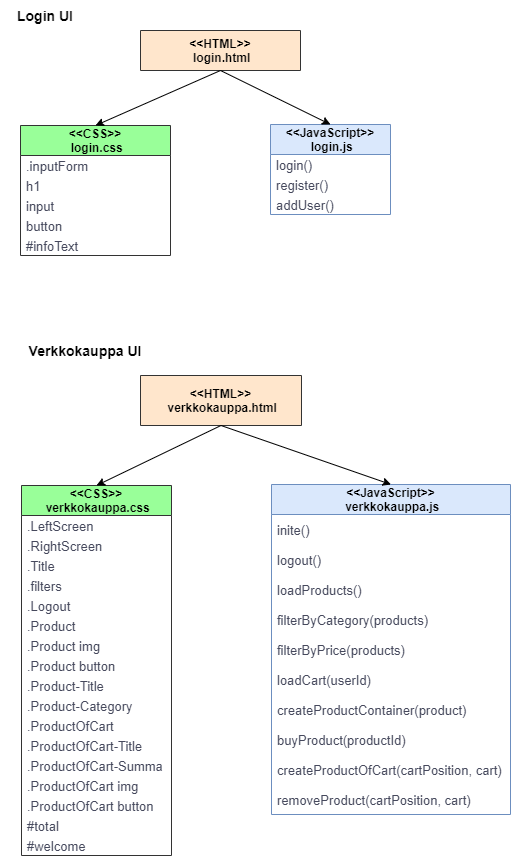 Login UI
<<HTML>>
login.html
<<CSS>>
login.css
.inputForm
h1
input
button
#infoText
<<JavaScript>>
login.js
login()
register()
addUser()
Verkkokauppa UI
<<HTML>>
verkkokauppa.html
<<CSS>>
verkkokauppa.css
.LeftScreen
.RightScreen
.Title
.filters
.Logout
.Product
.Product img
.Product button
.Product-Title
.Product-Category
.ProductOfCart
.ProductOfCart-Title
.ProductOfCart-Summa
.ProductOfCart img
.ProductOfCart button
#total
#welcome
<<JavaScript>>
verkkokauppa.js
inite()
logout()
loadProducts()
filterByCategory(products)
filterByPrice(products)
loadCart(userId)
createProductContainer(product)
buyProduct(productId)
createProductOfCart(cartPosition, cart)
removeProduct(cartPosition, cart)